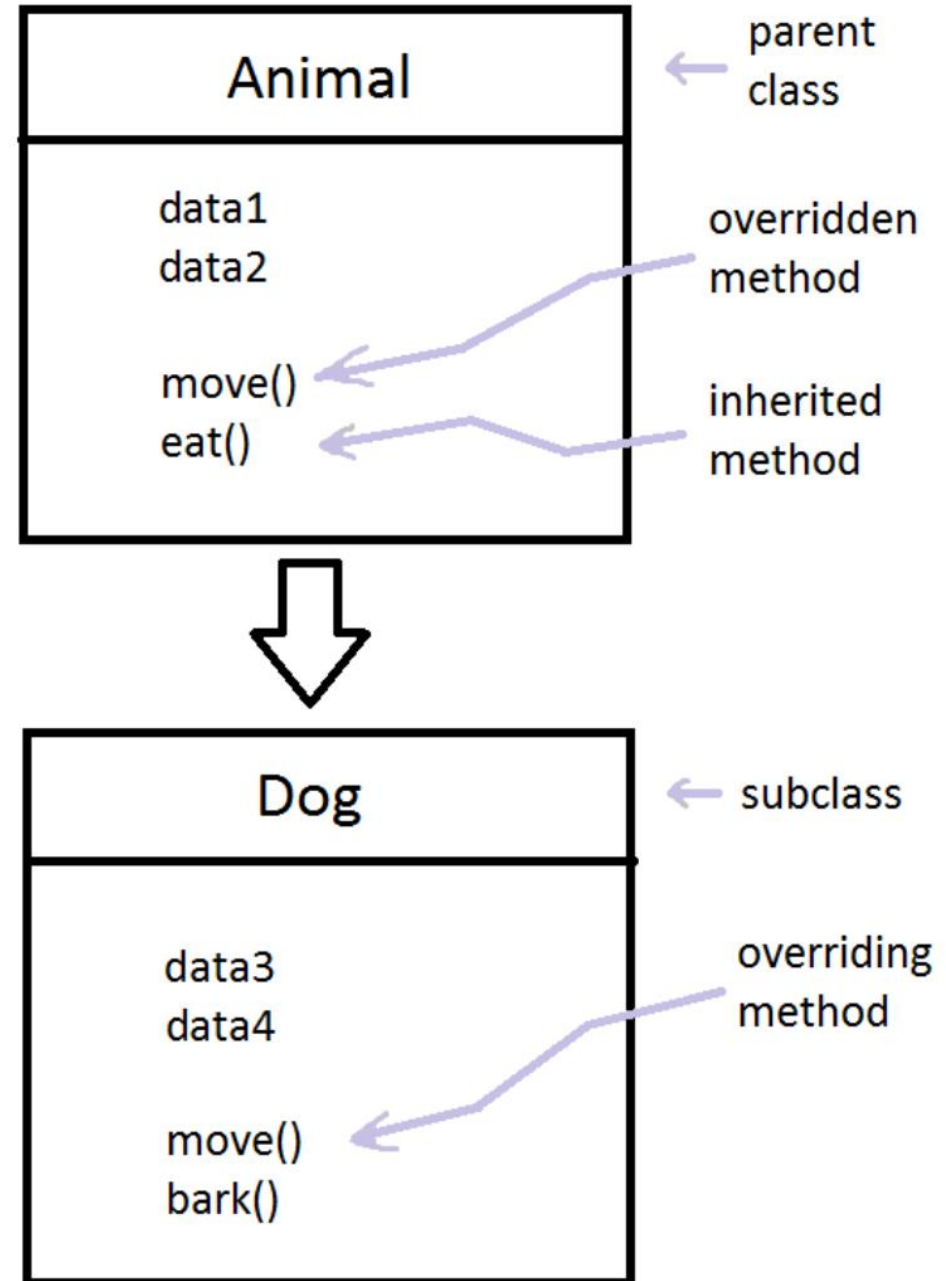 Animal
parent
class
data1
data2
overridden
method
move()
eat()
inherited
method
Dog
subclass
data3
data4
overriding
method
move()
bark()